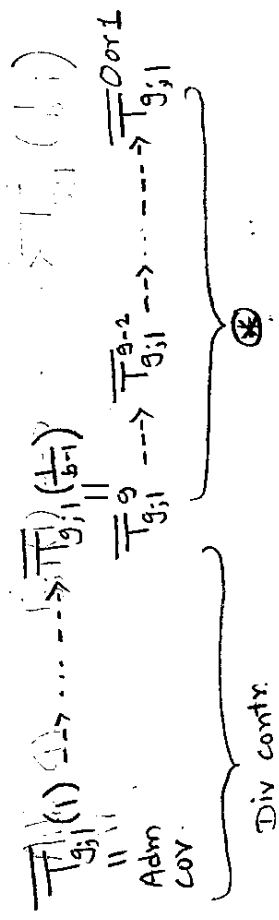 T̿_{g;1}(1) --→ ... --→ T̿_{g;1}(1/(b-1))
|| ||
Adm cov. T̿^g_{g;1} --→ T̿^{g-2}_{g;1} --→ ... ---→ T̿^{0 or 1}_{g;1}
Div contr. ⊛